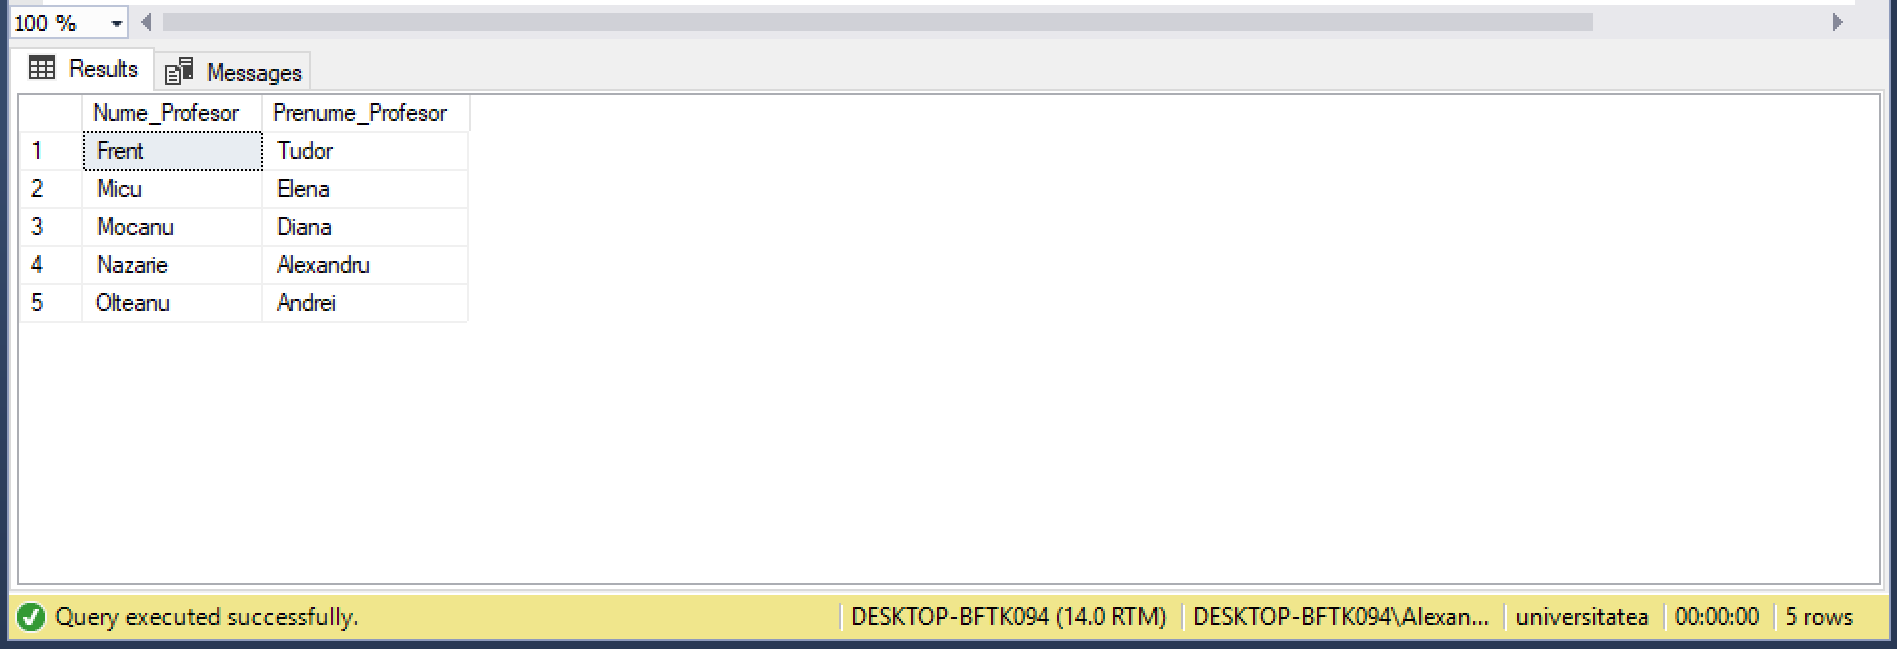 100 %
Results Messages
Nume_Profesor Prenume_Profesor
1 Frent Tudor
2 Micu Elena
3 Mocanu Diana
4 Nazarie Alexandru
5 Olteanu Andrei
Query executed successfully. DESKTOP-BFTK094 (14.0 RTM) DESKTOP-BFTK094\Alexan... universitatea 00:00:00 5 rows